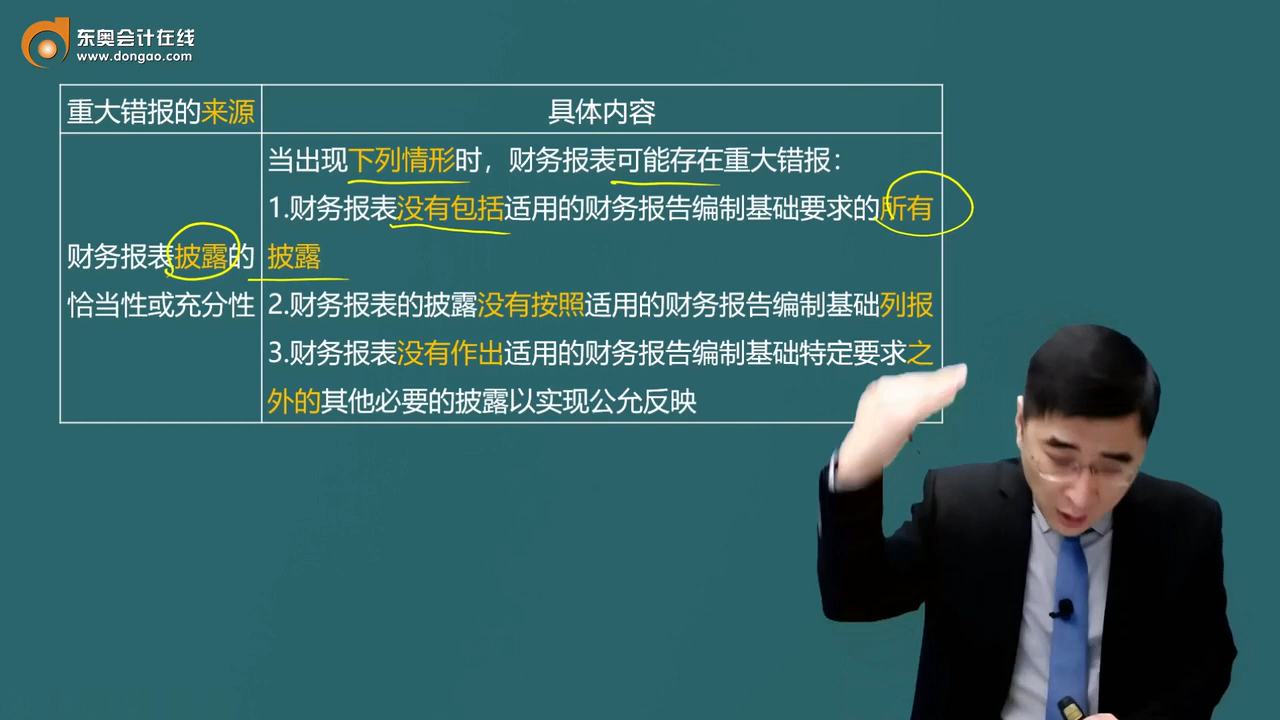 东奥会计在线
www.dongao.com
重大错报的来源
具体内容
财务报表披露的
恰当性或充分性
当出现下列情形时，财务报表可能存在重大错报：
1.财务报表没有包括适用的财务报告编制基础要求的所有
披露
2.财务报表的披露没有按照适用的财务报告编制基础列报
3.财务报表没有作出适用的财务报告编制基础特定要求之
外的其他必要的披露以实现公允反映